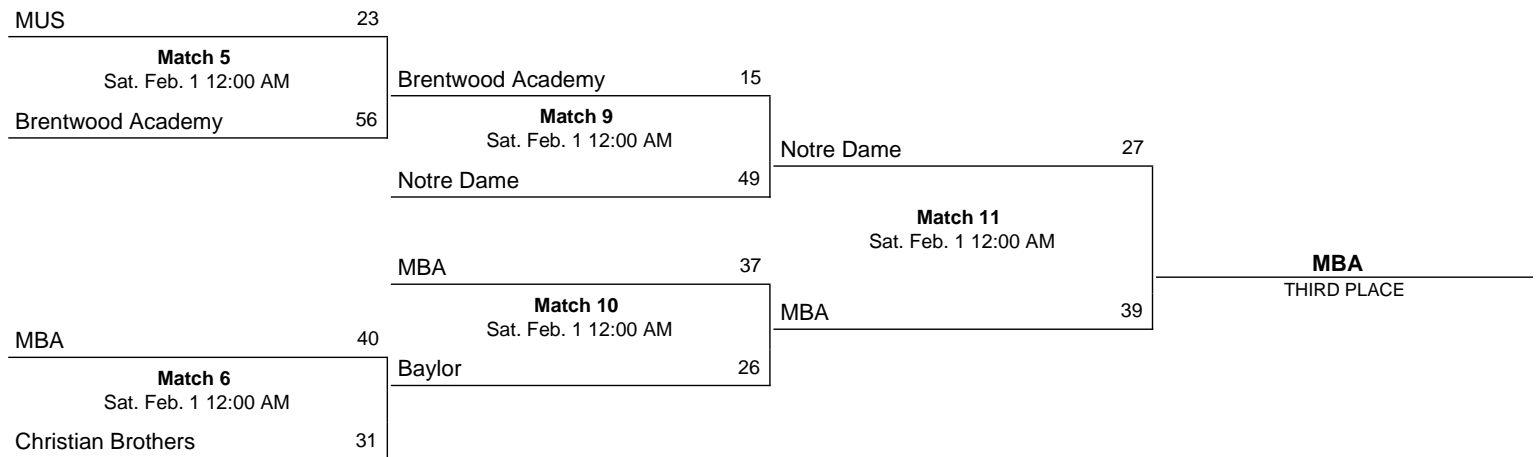 MUS 23
Match 5
Sat. Feb. 1 12:00 AM
Brentwood Academy 56
Brentwood Academy 15
Match 9
Sat. Feb. 1 12:00 AM
Notre Dame 49
Notre Dame 27
Match 11
Sat. Feb. 1 12:00 AM
MBA 39
MBA 37
Match 10
Sat. Feb. 1 12:00 AM
Baylor 26
MBA 40
Match 6
Sat. Feb. 1 12:00 AM
Christian Brothers 31
MBA
THIRD PLACE